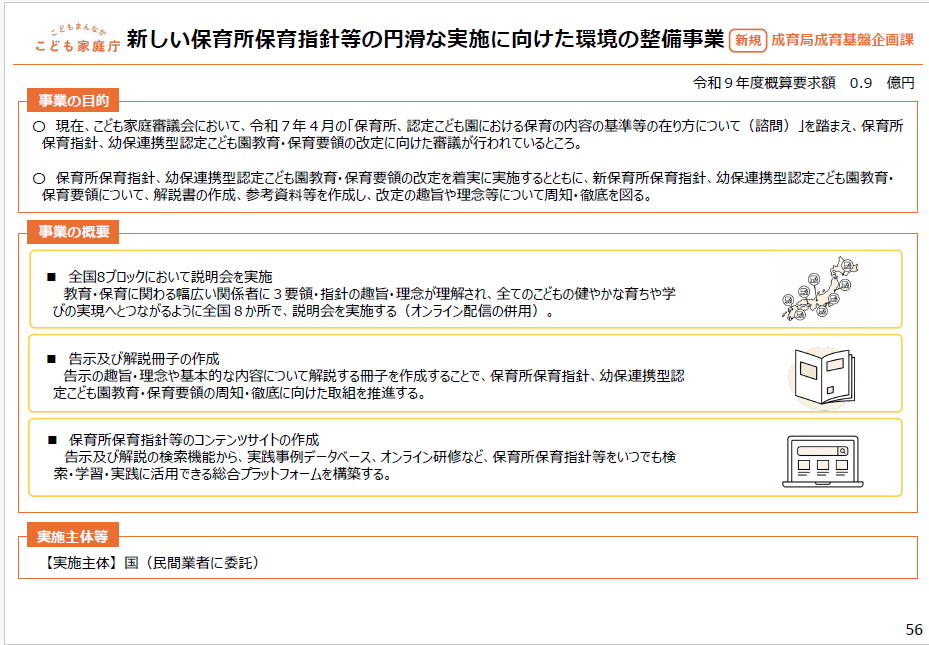 こどもまんなか
こども家庭庁
新しい保育所保育指針等の円滑な実施に向けた環境の整備事業
新規
成育局成育基盤企画課
令和９年度概算要求額　0.9　億円
事業の目的
○ 現在、こども家庭審議会において、令和７年４月の「保育所、認定こども園における保育の内容の基準等の在り方について（諮問）」を踏まえ、保育所
保育指針、幼保連携型認定こども園教育・保育要領の改定に向けた審議が行われているところ。
○ 保育所保育指針、幼保連携型認定こども園教育・保育要領の改定を着実に実施するとともに、新保育所保育指針、幼保連携型認定こども園教育・
保育要領について、解説書の作成、参考資料等を作成し、改定の趣旨や理念等について周知・徹底を図る。
事業の概要
■ 全国8ブロックにおいて説明会を実施
教育・保育に関わる幅広い関係者に３要領・指針の趣旨・理念が理解され、全てのこどもの健やかな育ちや学
びの実現へとつながるように全国８か所で、説明会を実施する（オンライン配信の併用）。
■ 告示及び解説冊子の作成
告示の趣旨・理念や基本的な内容について解説する冊子を作成することで、保育所保育指針、幼保連携型認
定こども園教育・保育要領の周知・徹底に向けた取組を推進する。
■ 保育所保育指針等のコンテンツサイトの作成
告示及び解説の検索機能から、実践事例データベース、オンライン研修など、保育所保育指針等をいつでも検
索・学習・実践に活用できる総合プラットフォームを構築する。
実施主体等
【実施主体】国（民間業者に委託）
56